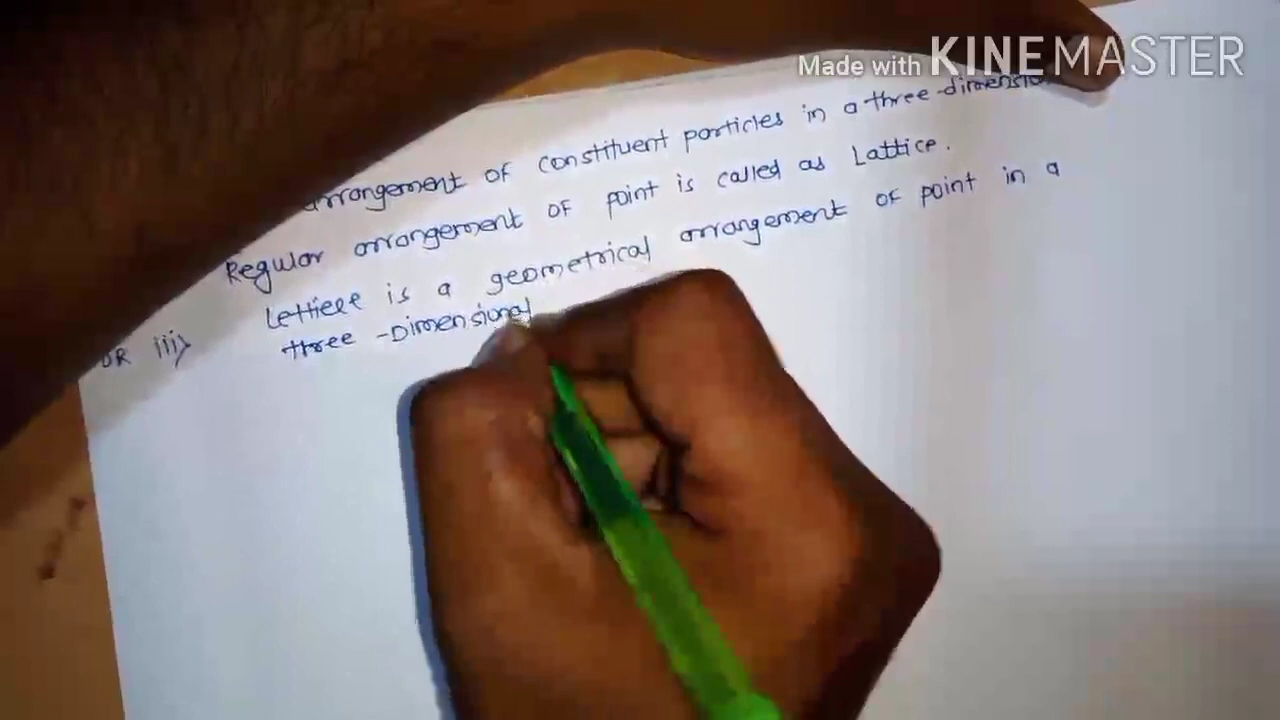 Made with KINEMASTER
arrangement of constituent particles in a three-dimensio
Regular arrangement of point is called as Lattice.
OR iii) Lettiece is a geometrical arrangement of point in a
three-Dimensional